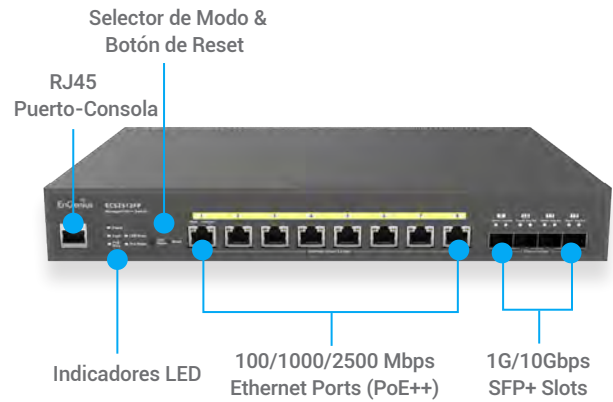 Selector de Modo &
Botón de Reset
RJ45
Puerto-Consola
EnGenius
ECS2512FP
1 2 3 4 5 6 7 8
Indicadores LED
100/1000/2500 Mbps
Ethernet Ports (PoE++)
1G/10Gbps
SFP+ Slots